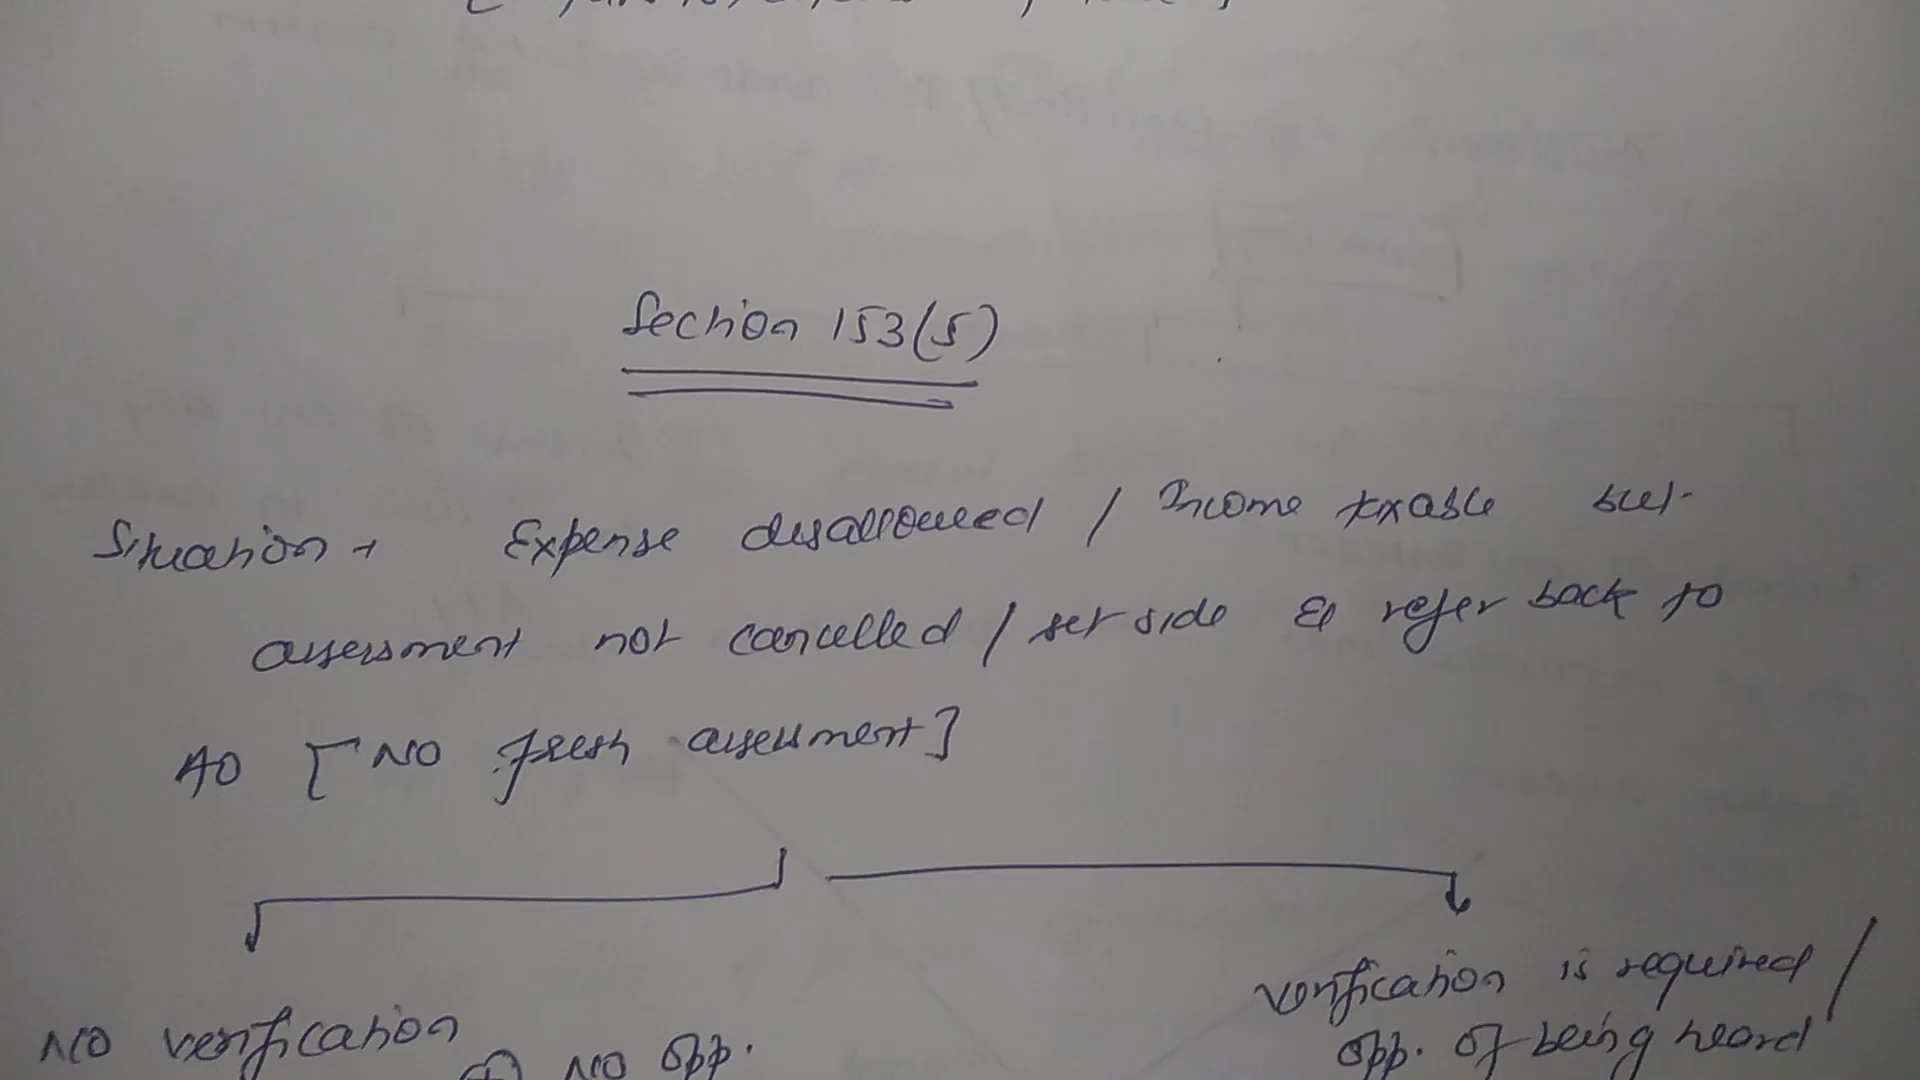 Section 153(5)
Situation → Expense disallowed / Income taxable but
assessment not cancelled / set side & refer back to
AO [ NO fresh assessment ]
NO verification
verification is required /
+ NO opp.
opp. of being heard